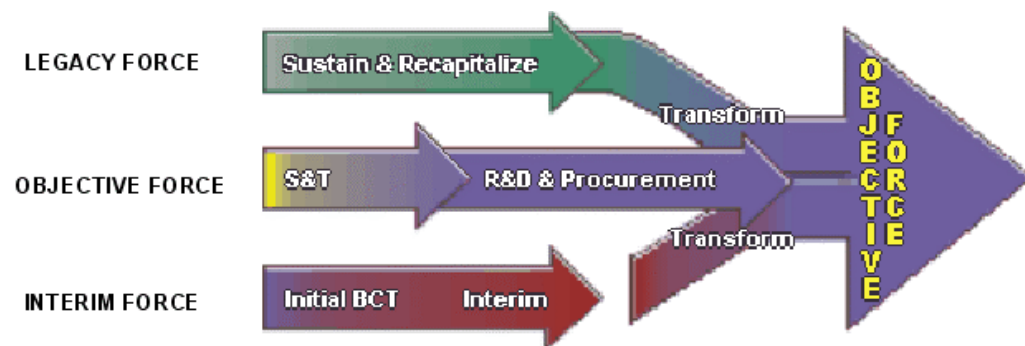 LEGACY FORCE
Sustain & Recapitalize
Transform
OBJECTIVE FORCE
S&T
R&D & Procurement
Transform
INTERIM FORCE
Initial BCT
Interim
OBJECTIVE
FORCE